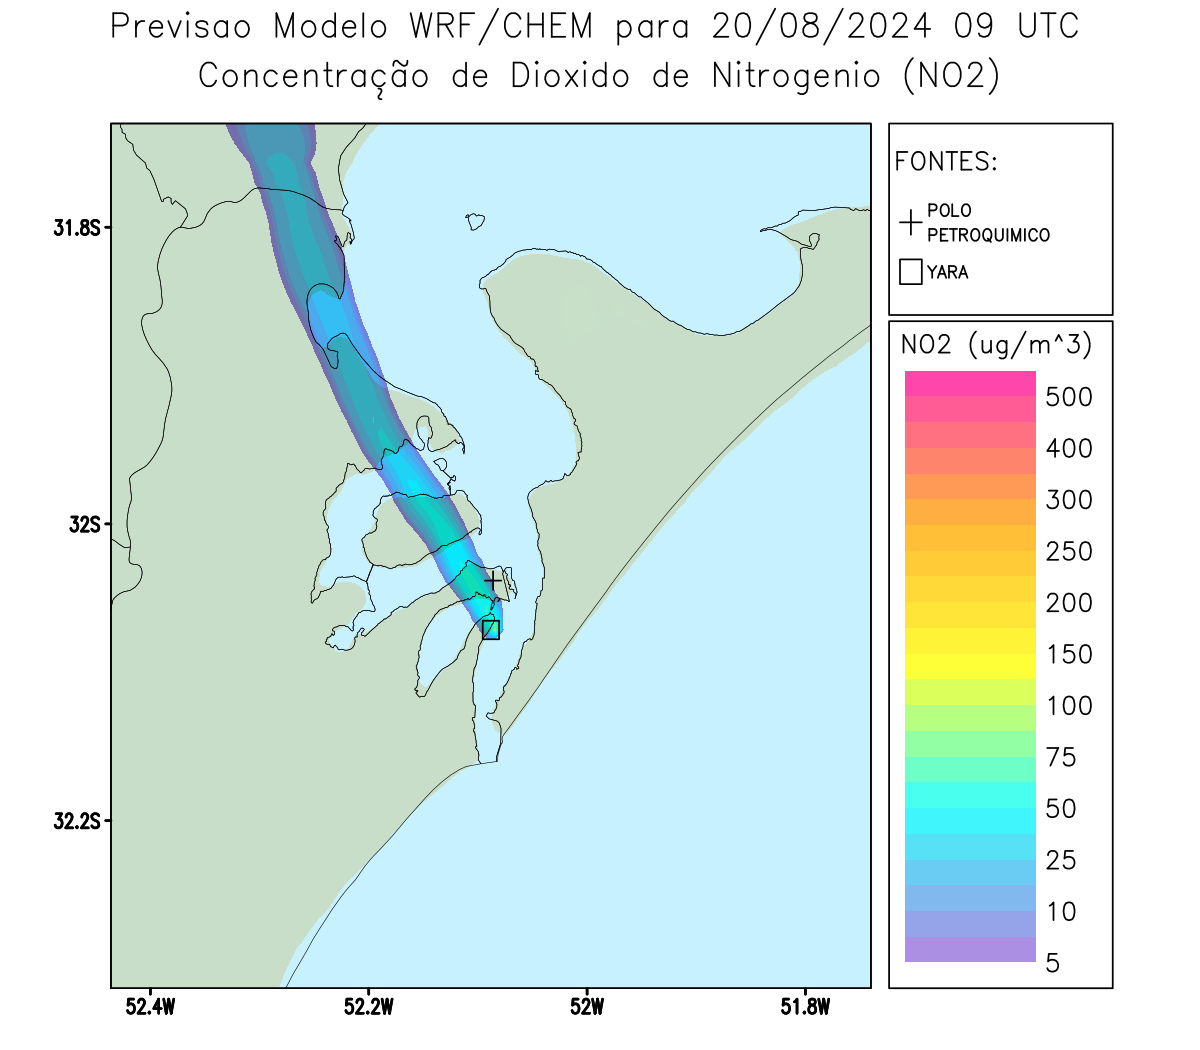 Previsao Modelo WRF/CHEM para 20/08/2024 09 UTC
Concentração de Dioxido de Nitrogenio (NO2)
FONTES:
POLO
PETROQUIMICO
YARA
NO2 (ug/m^3)
500
400
300
250
200
150
100
75
50
25
10
5
31.8S
32S
32.2S
52.4W
52.2W
52W
51.8W